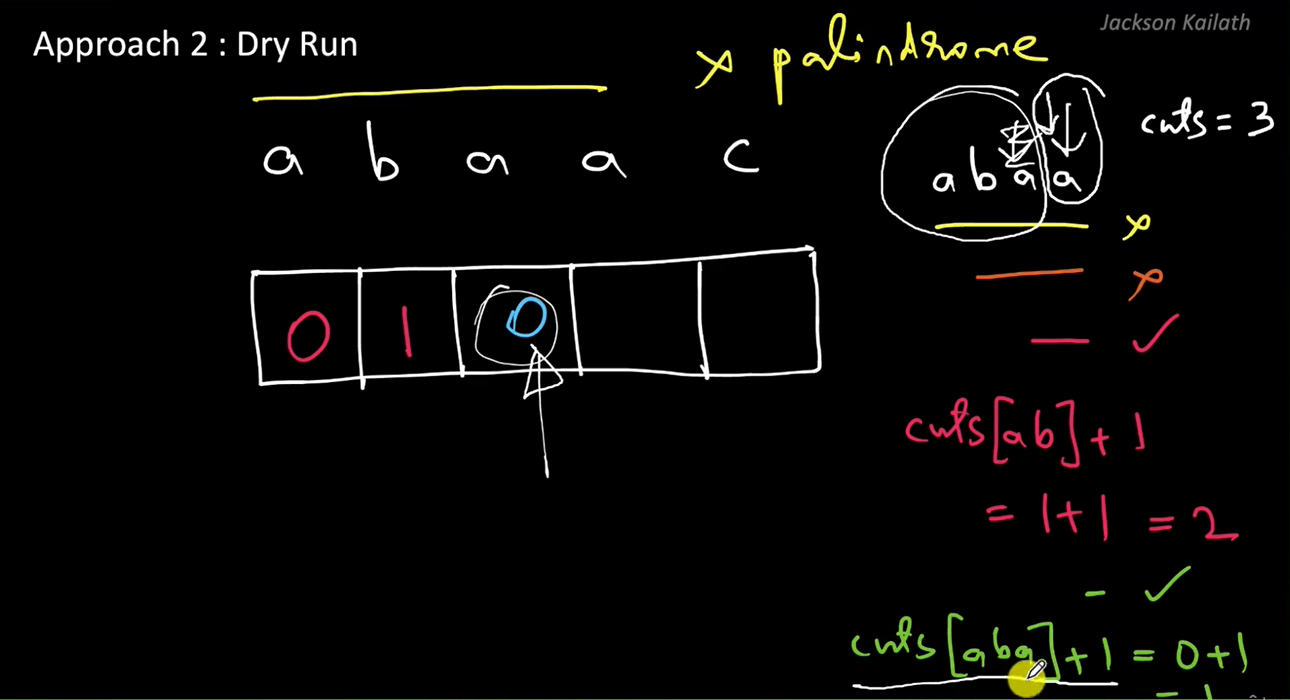 Jackson Kailath
Approach 2 : Dry Run
x palindrome
cuts = 3
a b a a c
a b a a
x
0 1 0
x
✓
cuts[ab] + 1
= 1 + 1 = 2
- ✓
cuts[aba] + 1 = 0 + 1
= 1